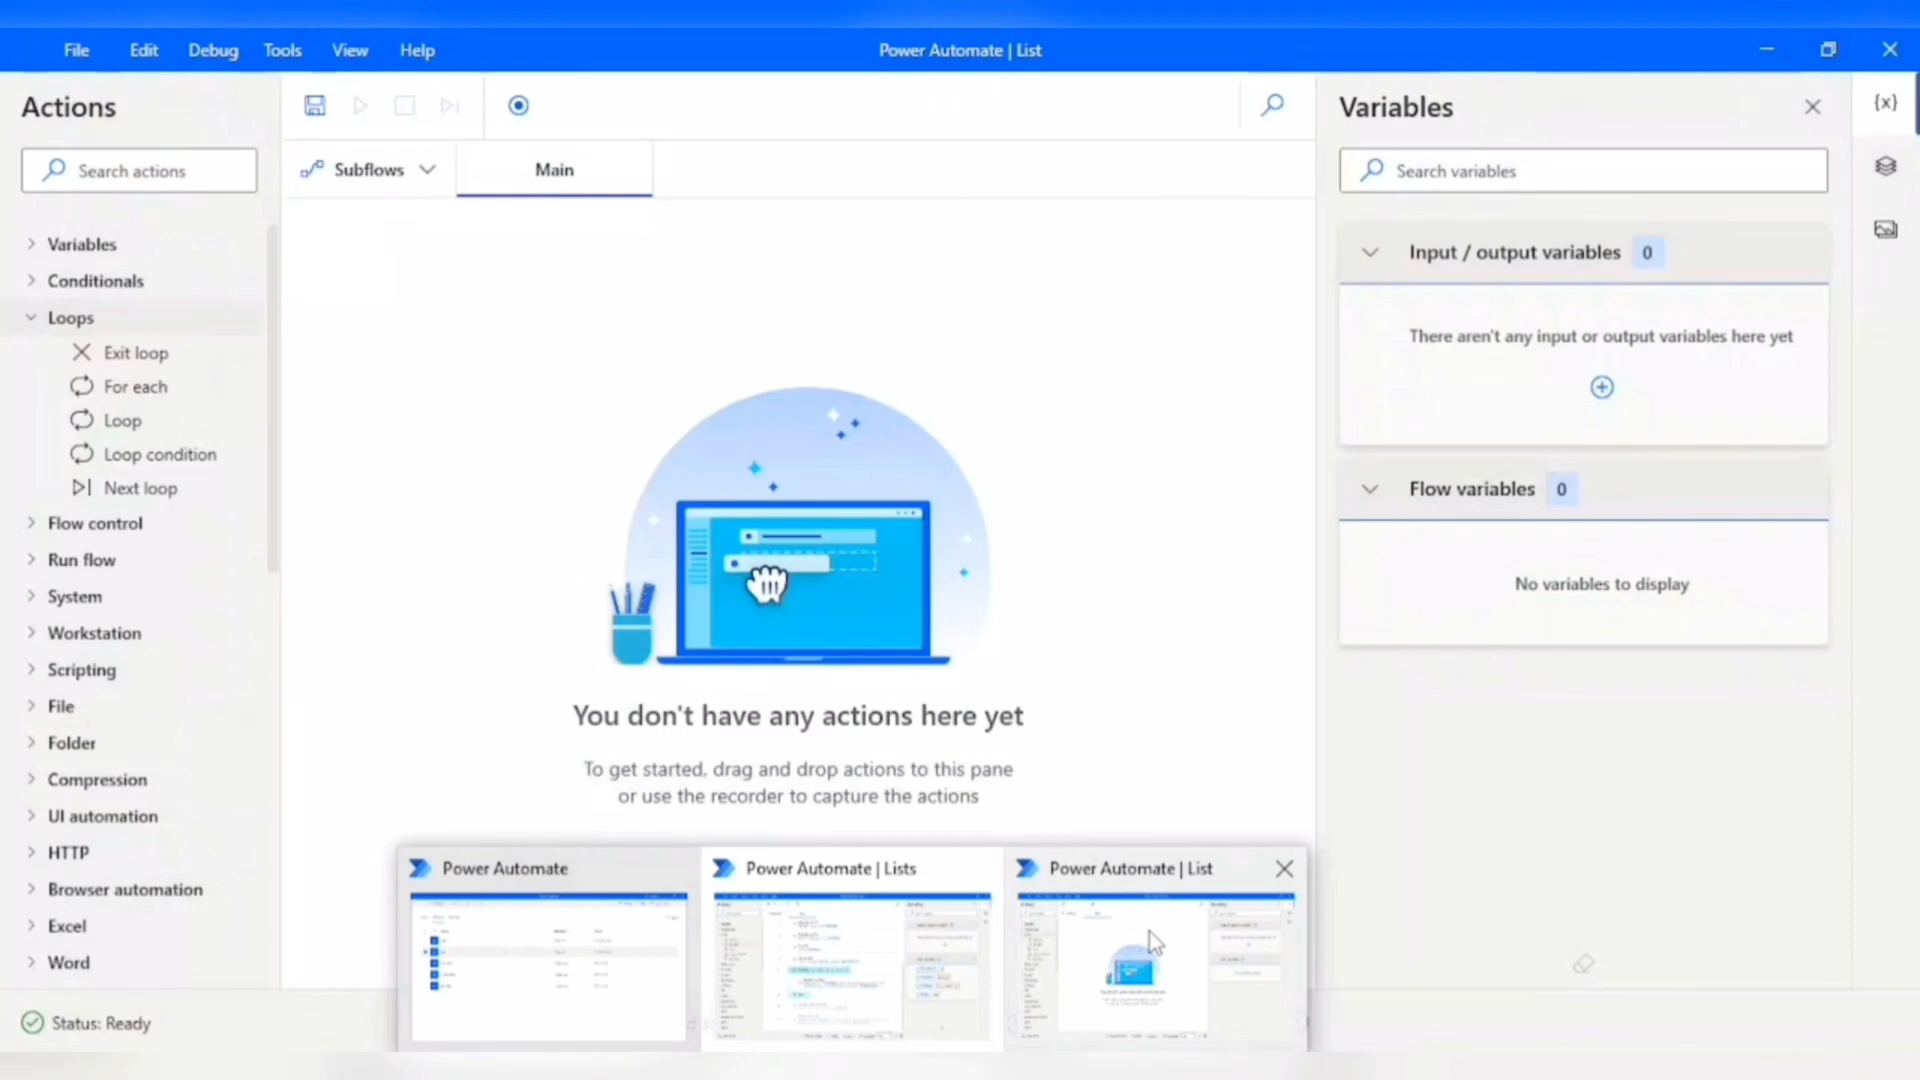 File Edit Debug Tools View Help
Power Automate | List
Actions
Search actions
Variables
Conditionals
Loops
Exit loop
For each
Loop
Loop condition
Next loop
Flow control
Run flow
System
Workstation
Scripting
File
Folder
Compression
UI automation
HTTP
Browser automation
Excel
Word
Status: Ready
Subflows
Main
You don't have any actions here yet
To get started, drag and drop actions to this pane
or use the recorder to capture the actions
Power Automate
Power Automate | Lists
Power Automate | List
Variables
{x}
Search variables
Input / output variables 0
There aren't any input or output variables here yet
Flow variables 0
No variables to display